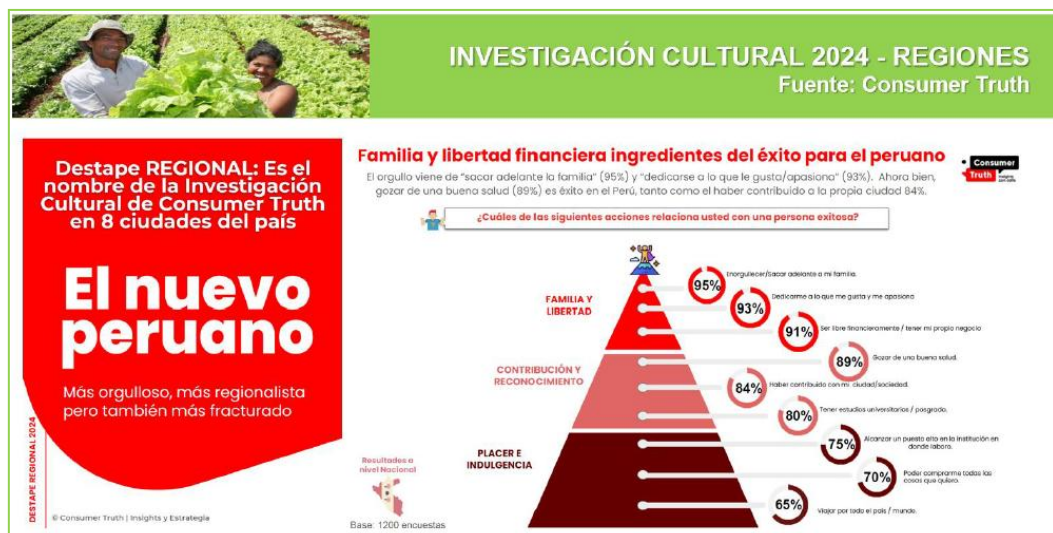 INVESTIGACIÓN CULTURAL 2024 - REGIONES
Fuente: Consumer Truth
Destape REGIONAL: Es el
nombre de la Investigación
Cultural de Consumer Truth
en 8 ciudades del país
El nuevo
peruano
Más orgulloso, más regionalista
pero también más fracturado
DESTAPE REGIONAL 2024
© Consumer Truth | Insights y Estrategia
Familia y libertad financiera ingredientes del éxito para el peruano
El orgullo viene de "sacar adelante la familia" (95%) y "dedicarse a lo que le gusta/apasiona" (93%). Ahora bien,
gozar de una buena salud (89%) es éxito en el Perú, tanto como el haber contribuido a la propia ciudad 84%.
Consumer
Truth
¿Cuáles de las siguientes acciones relaciona usted con una persona exitosa?
FAMILIA Y
LIBERTAD
95%
Enorgullecer/Sacar adelante a mi familia.
93%
Dedicarme a lo que me gusta y me apasiona
91%
Ser libre financieramente / tener mi propio negocio
CONTRIBUCIÓN Y
RECONOCIMIENTO
89%
Gozar de una buena salud.
84%
Haber contribuido con mi ciudad/sociedad.
80%
Tener estudios universitarios / posgrado.
PLACER E
INDULGENCIA
75%
Alcanzar un puesto alto en la institución en
donde laboro.
70%
Poder comprarme todas las
cosas que quiero.
65%
Viajar por todo el país / mundo.
Resultados a
nivel Nacional
Base: 1200 encuestas